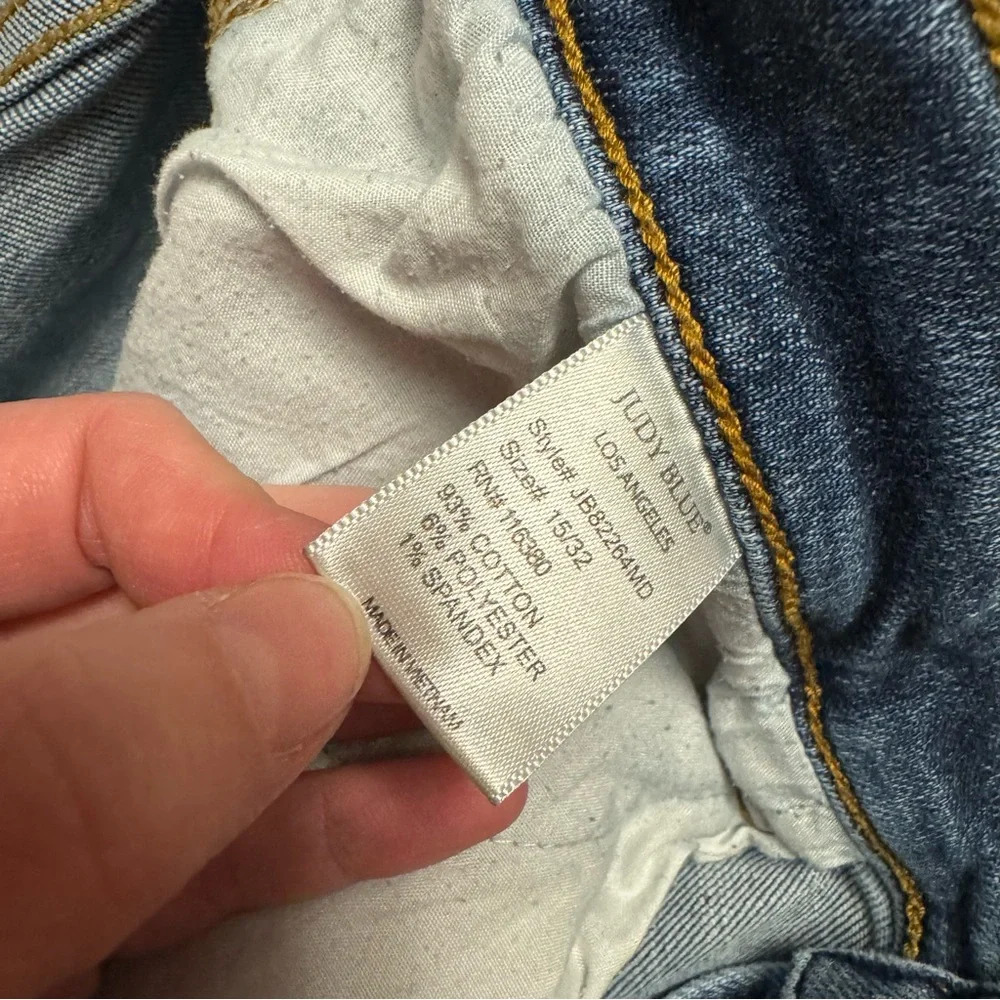 JUDY BLUE®
LOS ANGELES
Style# JB82264MD
Size# 15/32
RN# 116380
93% COTTON
6% POLYESTER
1% SPANDEX
MADE IN VIETNAM